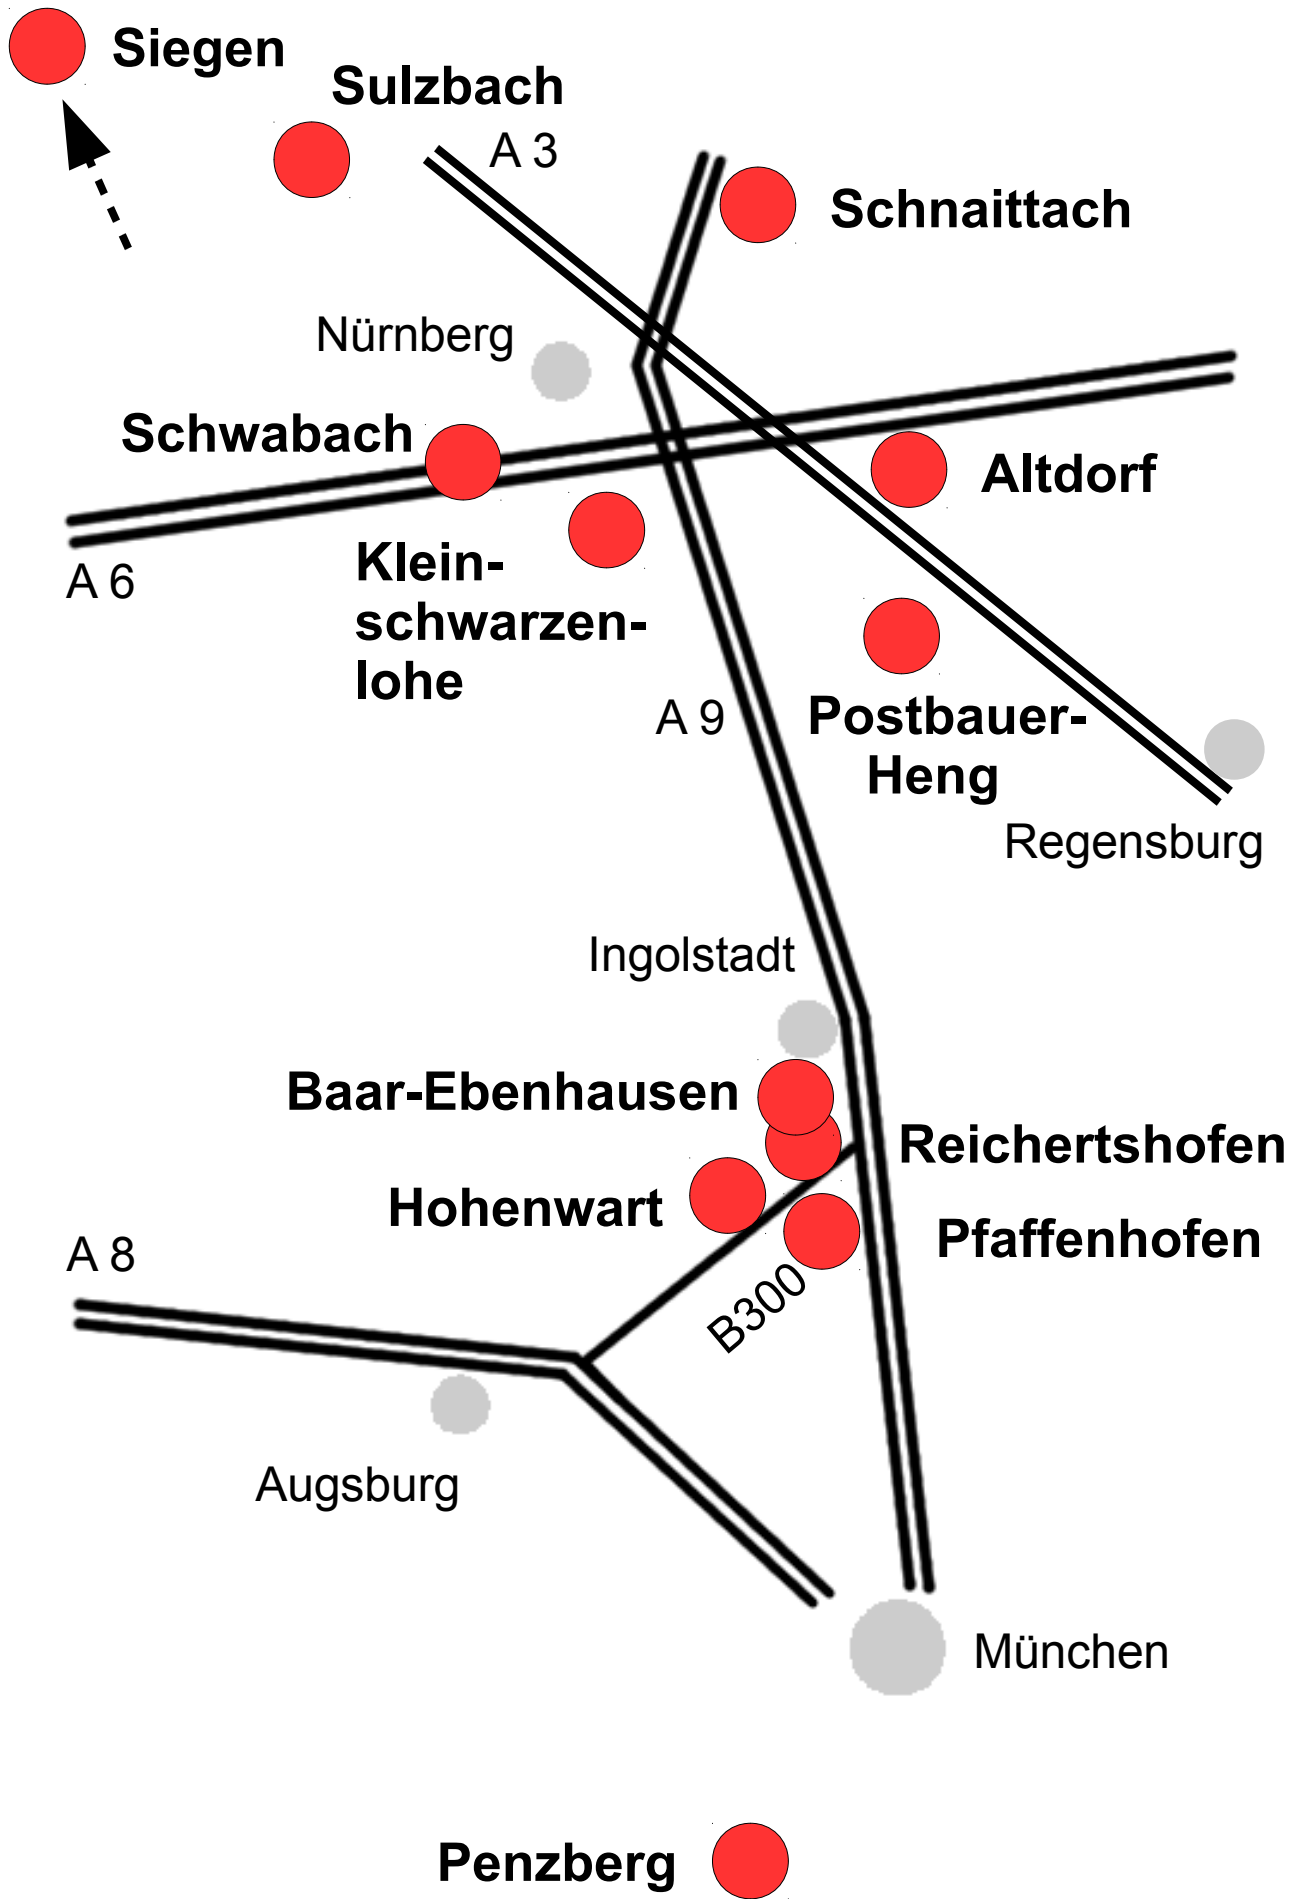 Siegen
Sulzbach
A 3
Schnaittach
Nürnberg
Schwabach
Altdorf
A 6
Klein-
schwarzen-
lohe
A 9
Postbauer-
Heng
Regensburg
Ingolstadt
Baar-Ebenhausen
Reichertshofen
Hohenwart
Pfaffenhofen
A 8
B300
Augsburg
München
Penzberg